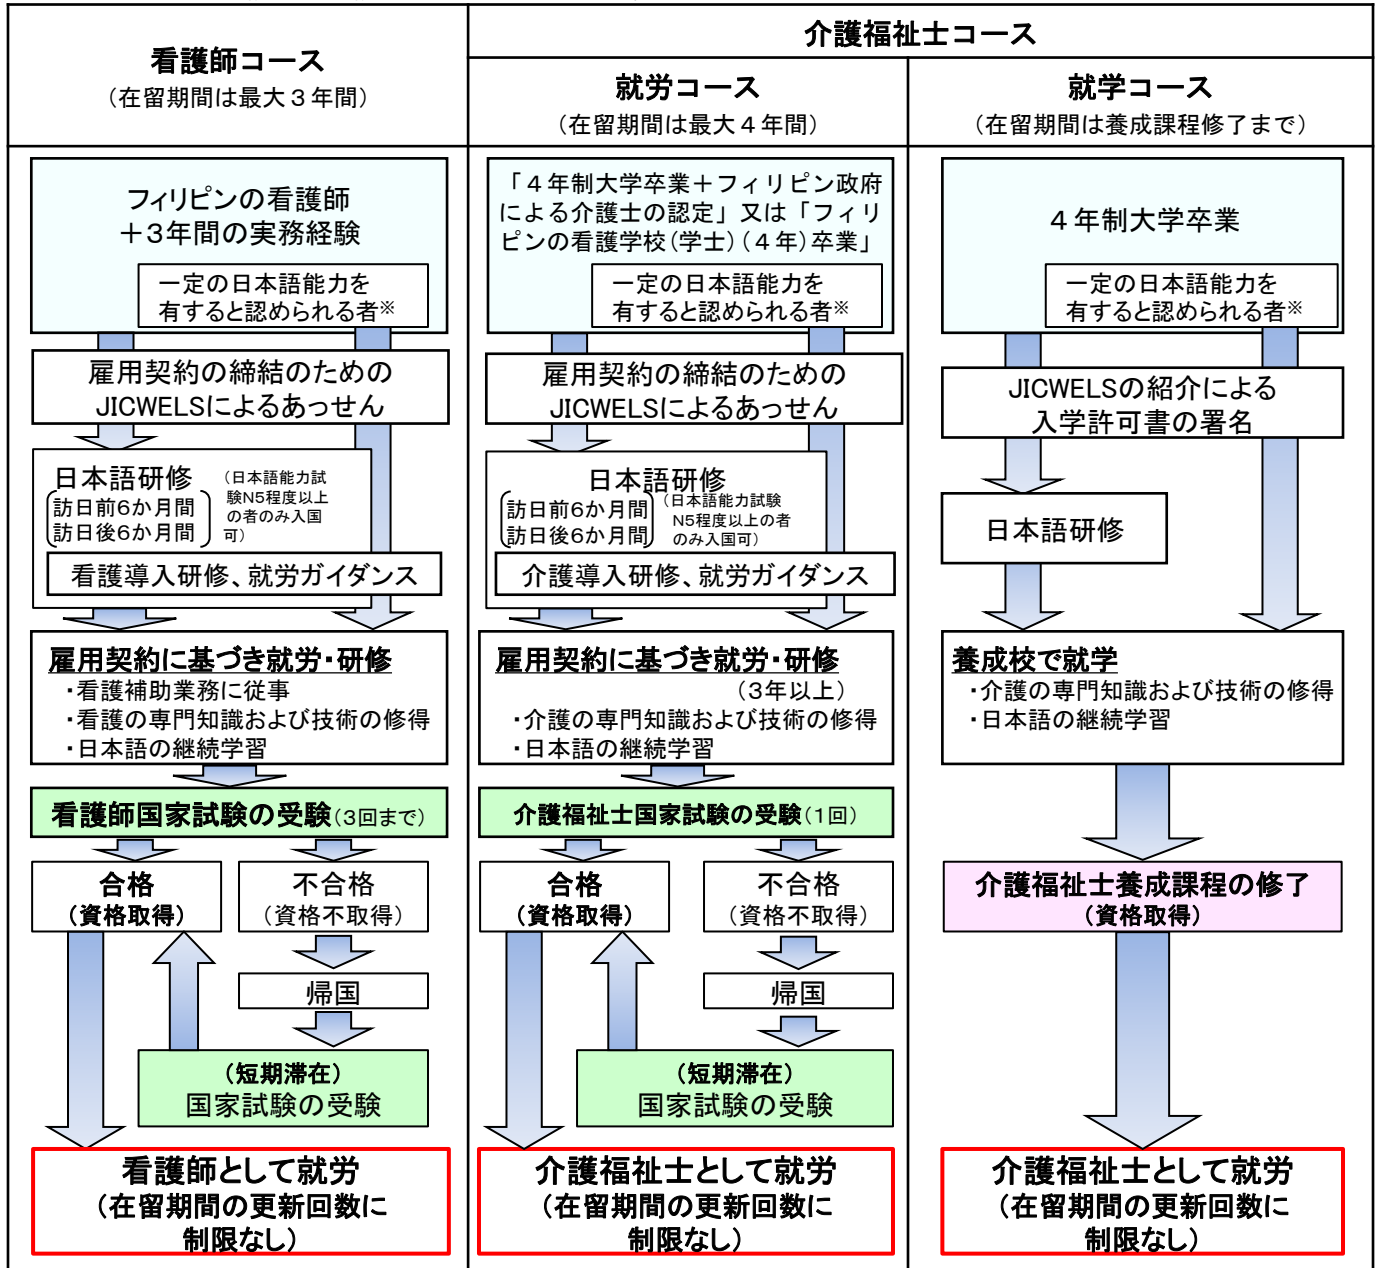 看護師コース
（在留期間は最大３年間）
介護福祉士コース
就労コース
（在留期間は最大４年間）
就学コース
（在留期間は養成課程修了まで）
フィリピンの看護師
＋3年間の実務経験
一定の日本語能力を
有すると認められる者※
雇用契約の締結のための
JICWELSによるあっせん
日本語研修
訪日前6か月間
訪日後6か月間
（日本語能力試
験N5程度以上
の者のみ入国
可）
看護導入研修、就労ガイダンス
雇用契約に基づき就労・研修
・看護補助業務に従事
・看護の専門知識および技術の修得
・日本語の継続学習
看護師国家試験の受験（3回まで）
合格
（資格取得）
不合格
（資格不取得）
帰国
（短期滞在）
国家試験の受験
看護師として就労
（在留期間の更新回数に
制限なし）
「４年制大学卒業＋フィリピン政府
による介護士の認定」又は「フィリ
ピンの看護学校(学士)(４年)卒業」
一定の日本語能力を
有すると認められる者※
雇用契約の締結のための
JICWELSによるあっせん
日本語研修
訪日前6か月間
訪日後6か月間
（日本語能力試験
N5程度以上の者
のみ入国可）
介護導入研修、就労ガイダンス
雇用契約に基づき就労・研修
（3年以上）
・介護の専門知識および技術の修得
・日本語の継続学習
介護福祉士国家試験の受験（1回）
合格
（資格取得）
不合格
（資格不取得）
帰国
（短期滞在）
国家試験の受験
介護福祉士として就労
（在留期間の更新回数に
制限なし）
４年制大学卒業
一定の日本語能力を
有すると認められる者※
JICWELSの紹介による
入学許可書の署名
日本語研修
養成校で就学
・介護の専門知識および技術の修得
・日本語の継続学習
介護福祉士養成課程の修了
（資格取得）
介護福祉士として就労
（在留期間の更新回数に
制限なし）